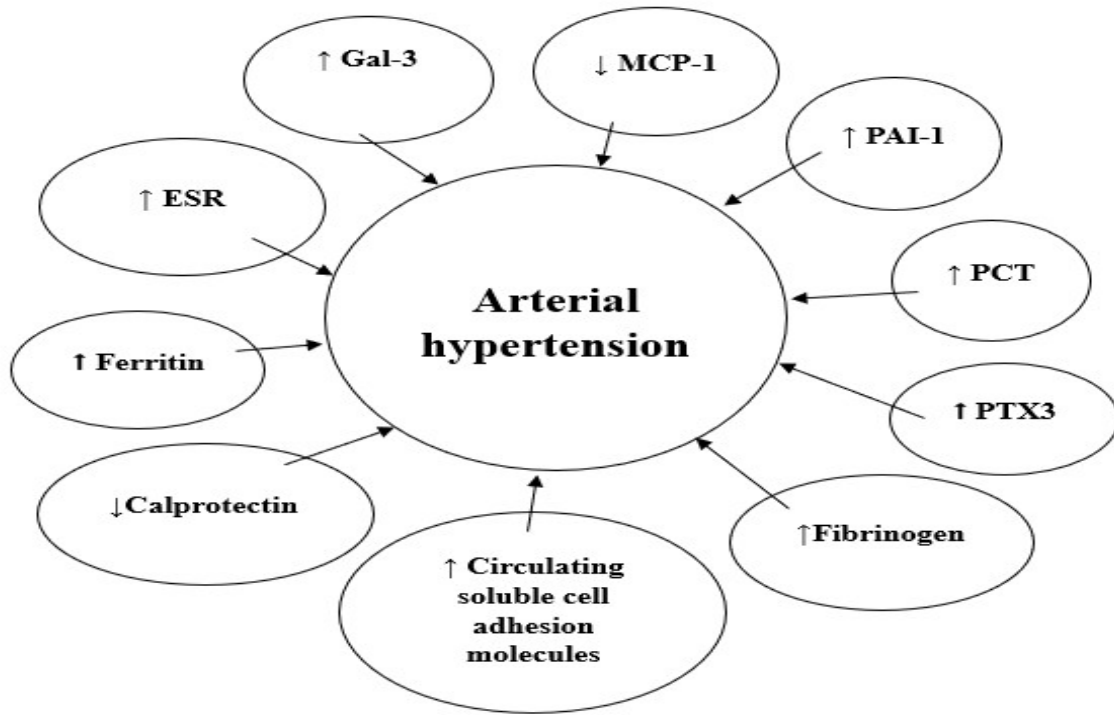 ↑ Gal-3
↓ MCP-1
↑ PAI-1
↑ ESR
↑ PCT
Arterial
hypertension
↑ Ferritin
↑ PTX3
↓Calprotectin
↑Fibrinogen
↑ Circulating
soluble cell
adhesion
molecules